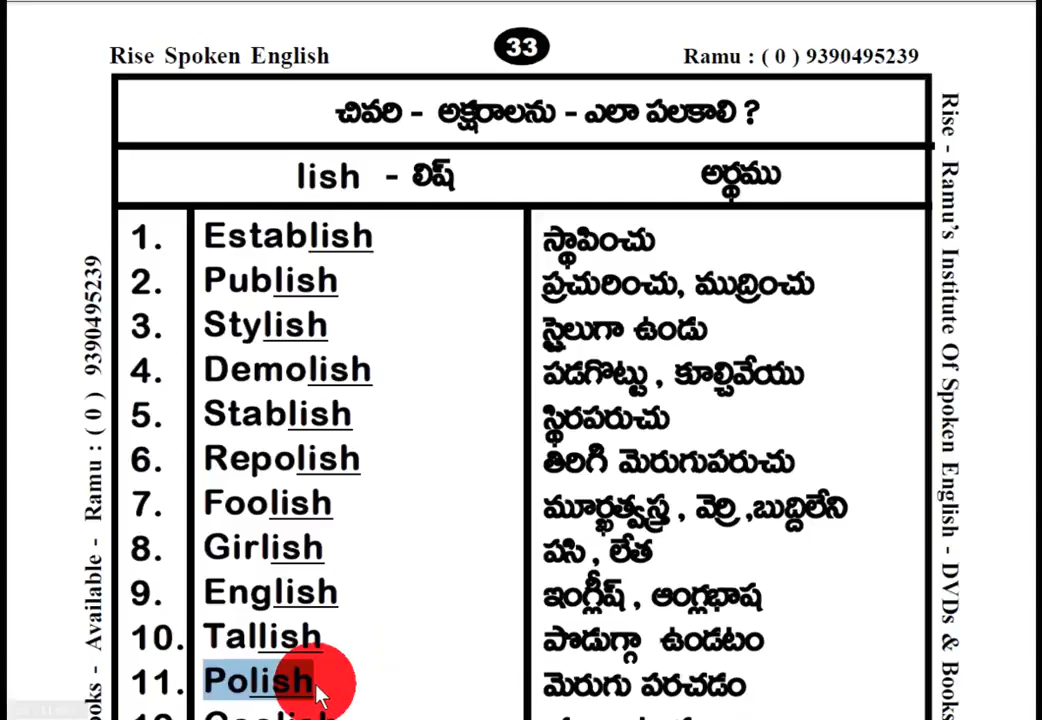 Rise Spoken English 33 Ramu : ( 0 ) 9390495239
చివరి - అక్షరాలను - ఎలా పలకాలి ?
lish - లిష్ అర్థము
1. Establish స్థాపించు
2. Publish ప్రచురించు, ముద్రించు
3. Stylish స్టైలుగా ఉండు
4. Demolish పడగొట్టు , కూల్చివేయు
5. Stablish స్థిరపరుచు
6. Repolish తిరిగి మెరుగుపరుచు
7. Foolish మూర్ఖత్వస్త్ర , వెర్రి ,బుద్దిలేని
8. Girlish పసి , లేత
9. English ఇంగ్లీష్ , ఆంగ్లభాష
10. Tallish పొడుగ్గా ఉండటం
11. Polish మెరుగు పరచడం
ooks - Available - Ramu : ( 0 ) 9390495239
Rise - Ramu's Institute Of Spoken English - DVDs & Books